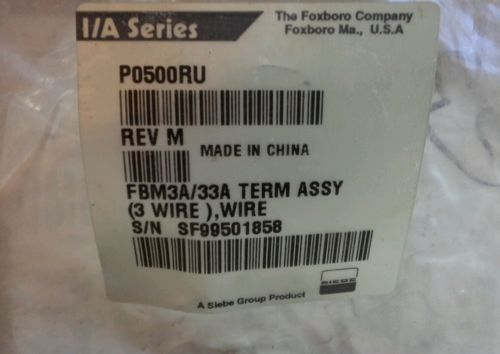 I/A Series
The Foxboro Company
Foxboro Ma., U.S.A
P0500RU
REV M
MADE IN CHINA
FBM3A/33A TERM ASSY
(3 WIRE ),WIRE
S/N SF99501858
SIEBE
A Siebe Group Product